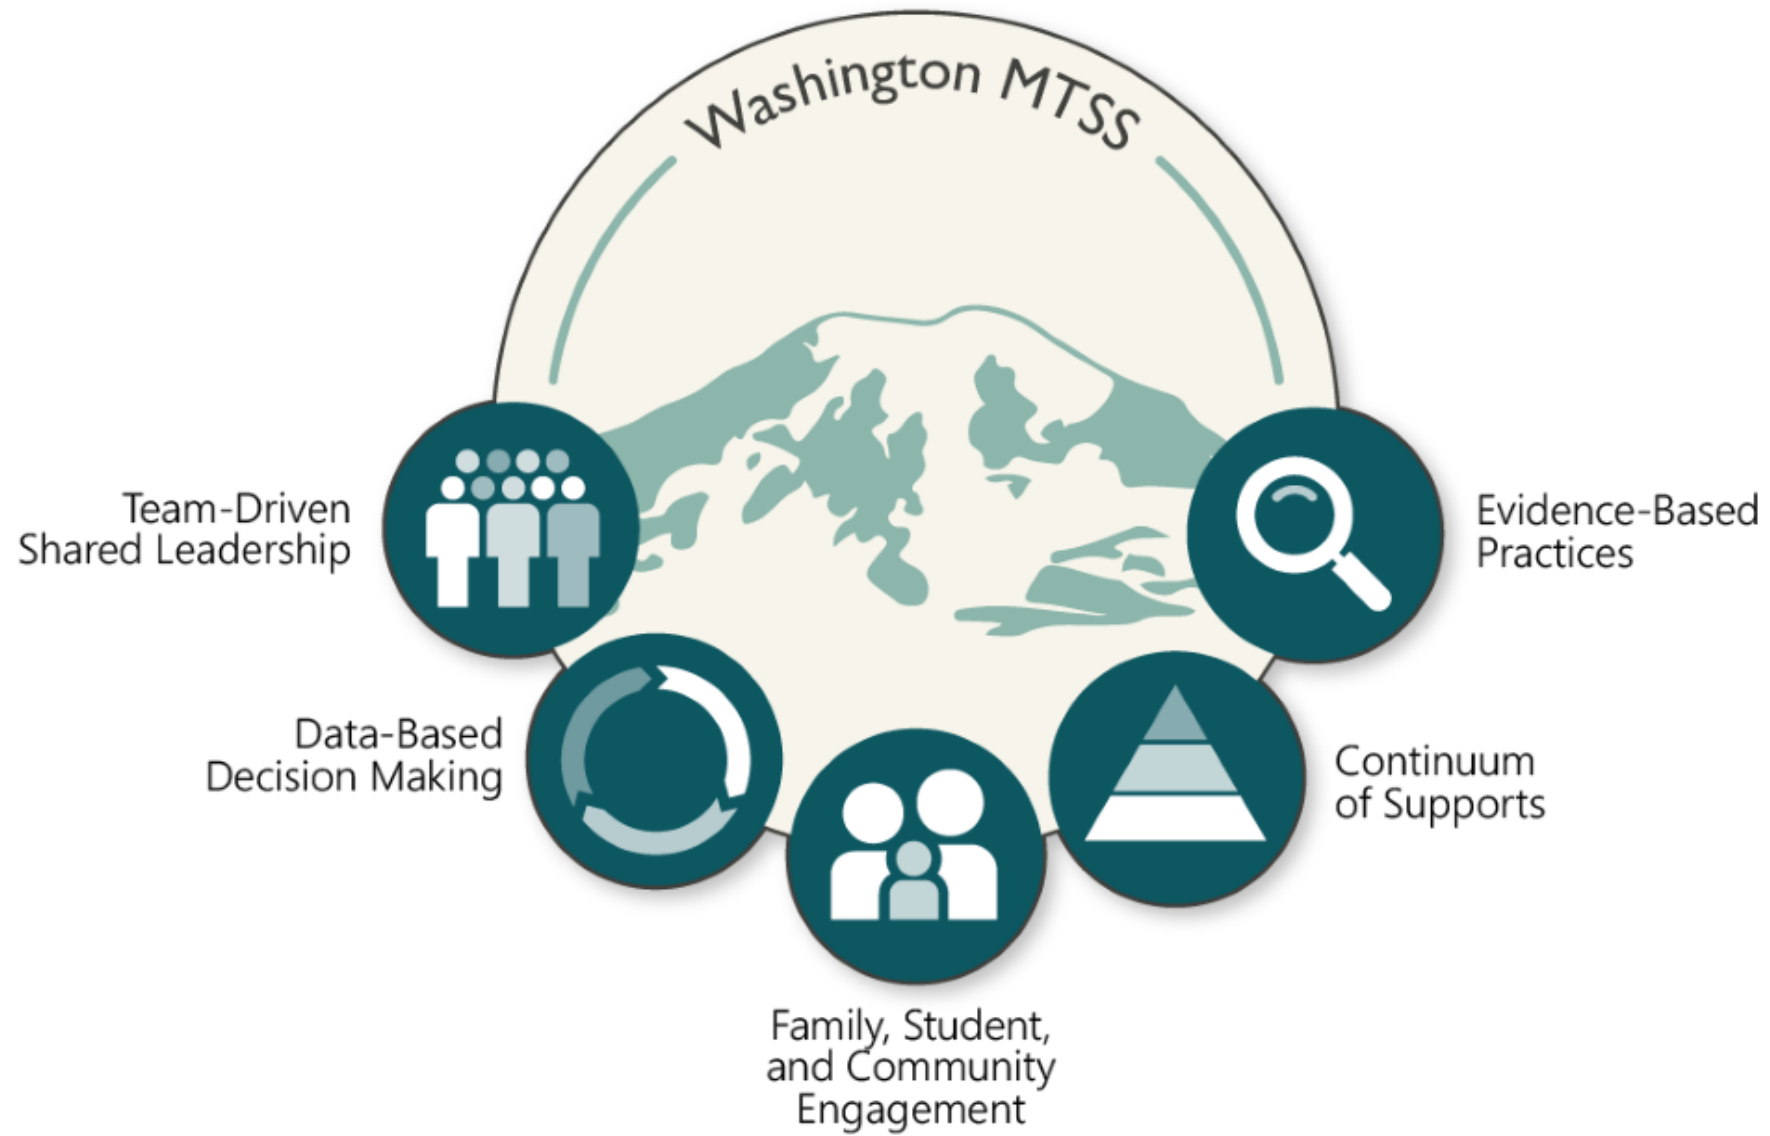 Washington MTSS
Team-Driven
Shared Leadership
Evidence-Based
Practices
Data-Based
Decision Making
Continuum
of Supports
Family, Student,
and Community
Engagement